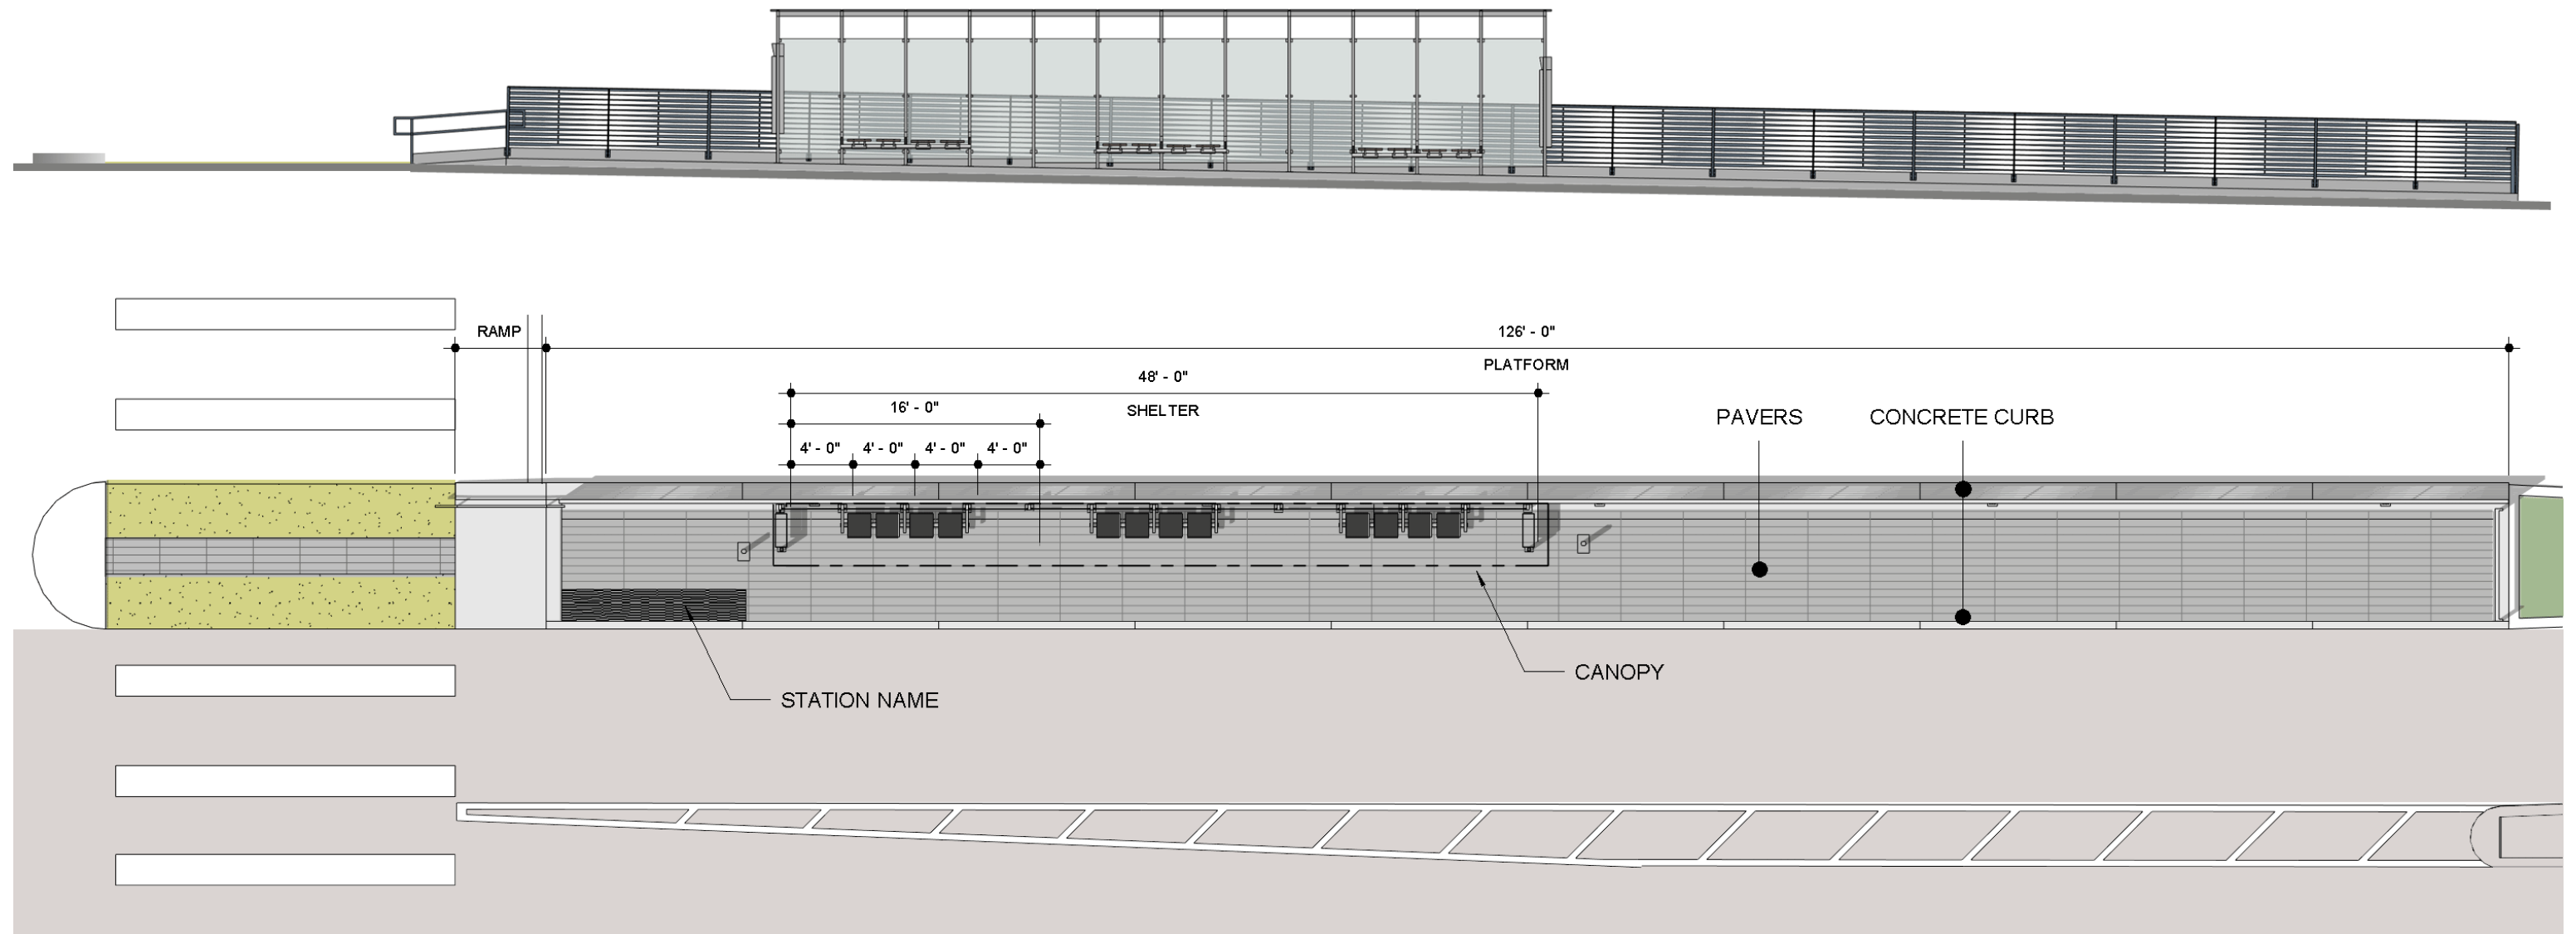 RAMP
126' - 0"
PLATFORM
48' - 0"
SHELTER
16' - 0"
4' - 0" 4' - 0" 4' - 0" 4' - 0"
PAVERS
CONCRETE CURB
CANOPY
STATION NAME